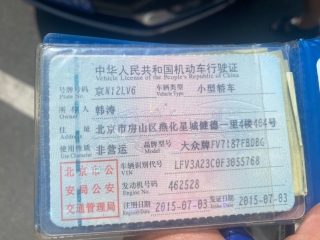 中华人民共和国机动车行驶证
Vehicle License of the People's Republic of China
号牌号码 京N12LV6 车辆类型 小型轿车
Plate No. Vehicle Type
所有人 韩涛
Owner
住址 北京市房山区燕化星城健德一里4楼404号
Address
使用性质 非营运 品牌型号 大众牌FV7187FBDBG
Use Character Model
北京市公 车辆识别代号 LFV3A23C0F3055768
VIN
安局公安 发动机号码 462528
Engine No.
交通管理局 注册日期 2015-07-03 发证日期 2015-07-03
Register Date Issue Date